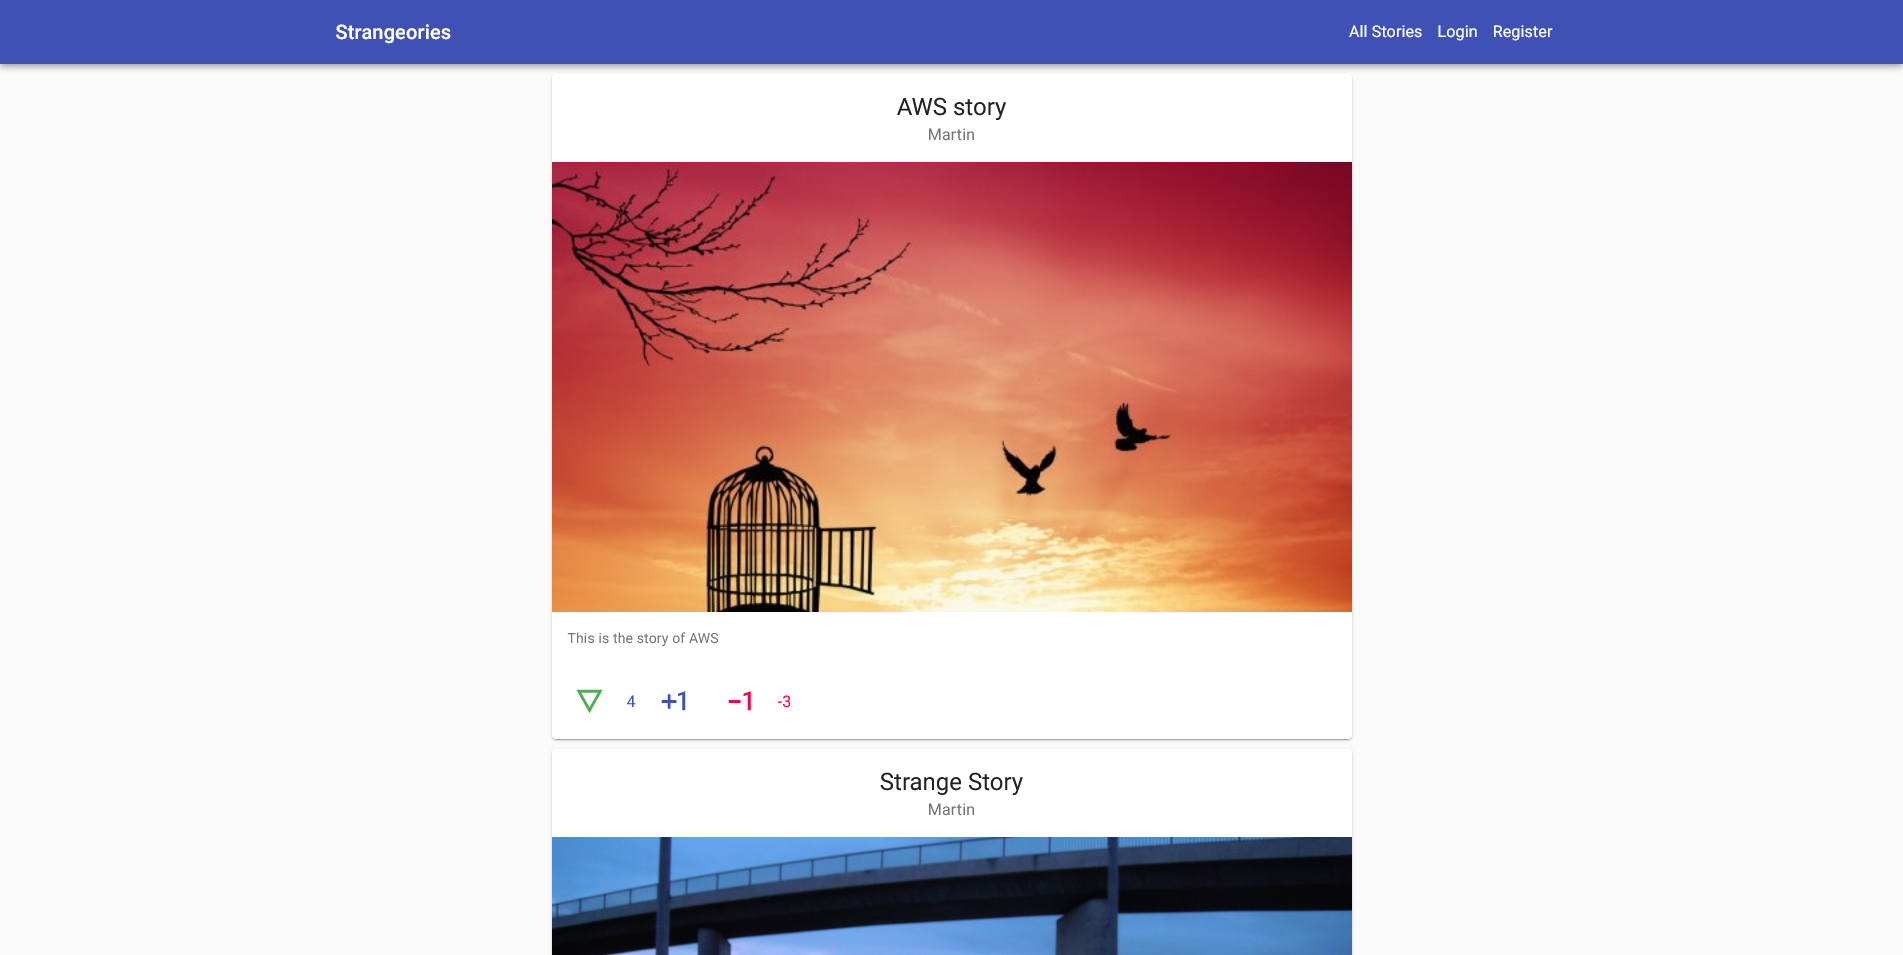 Strangeories All Stories Login Register
AWS story
Martin
This is the story of AWS
4 +1 −1 -3
Strange Story
Martin